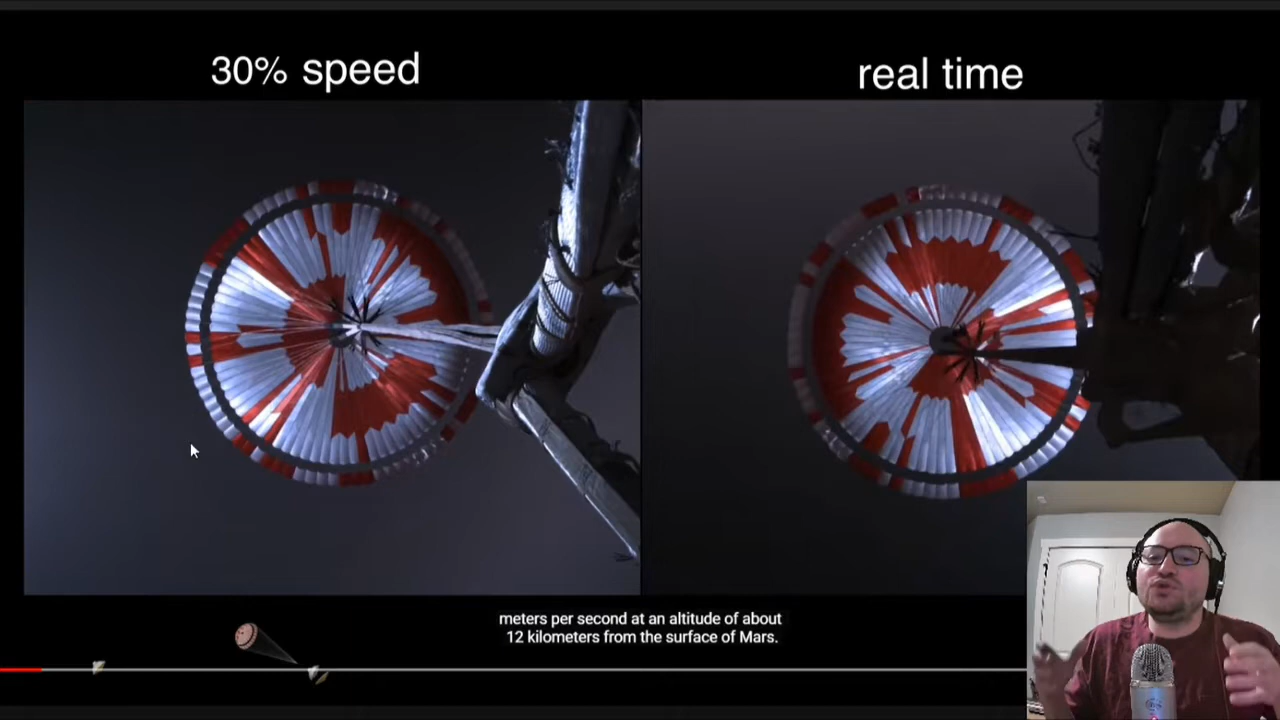 30% speed
real time
meters per second at an altitude of about
12 kilometers from the surface of Mars.